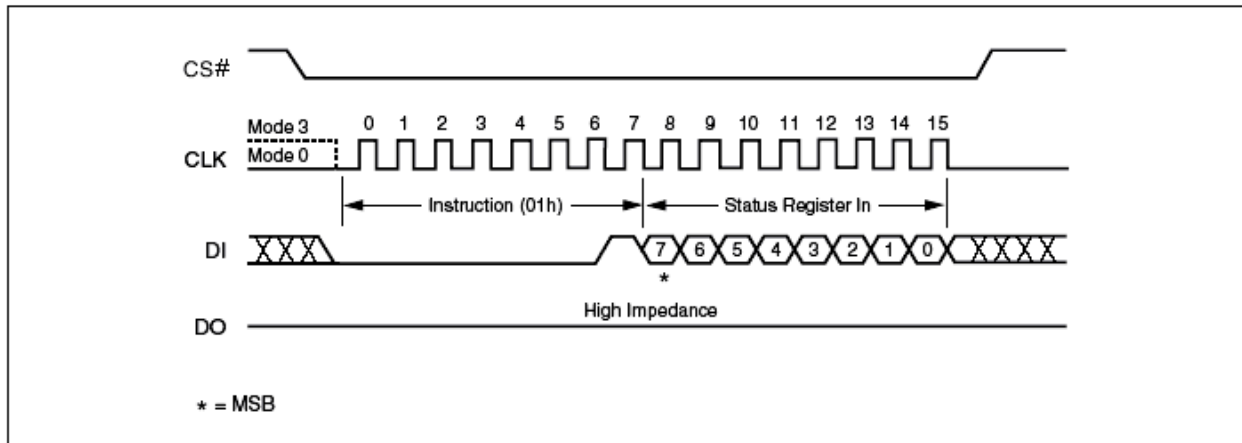 CS#
Mode 3
0 1 2 3 4 5 6 7 8 9 10 11 12 13 14 15
CLK
Mode 0
Instruction (01h)
Status Register In
DI
7 6 5 4 3 2 1 0
*
High Impedance
DO
* = MSB